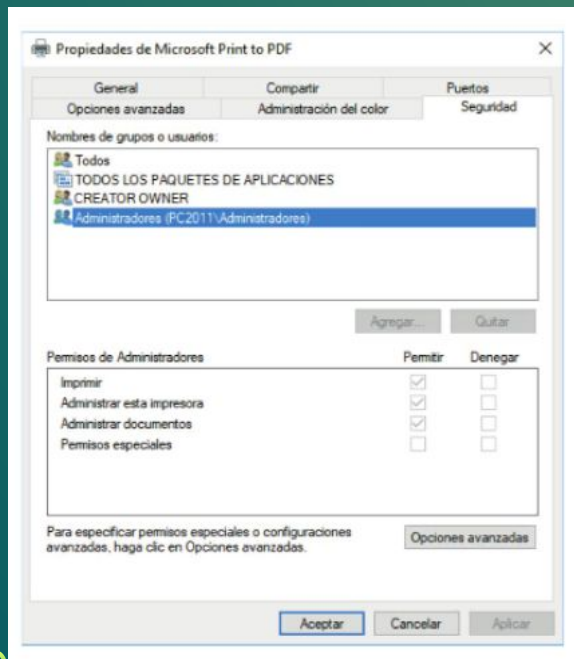 Propiedades de Microsoft Print to PDF
General Compartir Puertos
Opciones avanzadas Administración del color Seguridad
Nombres de grupos o usuarios:
Todos
TODOS LOS PAQUETES DE APLICACIONES
CREATOR OWNER
Administradores (PC2011\Administradores)
Agregar... Quitar
Permisos de Administradores Permitir Denegar
Imprimir
Administrar esta impresora
Administrar documentos
Permisos especiales
Para especificar permisos especiales o configuraciones
avanzadas, haga clic en Opciones avanzadas.
Opciones avanzadas
Aceptar Cancelar Aplicar